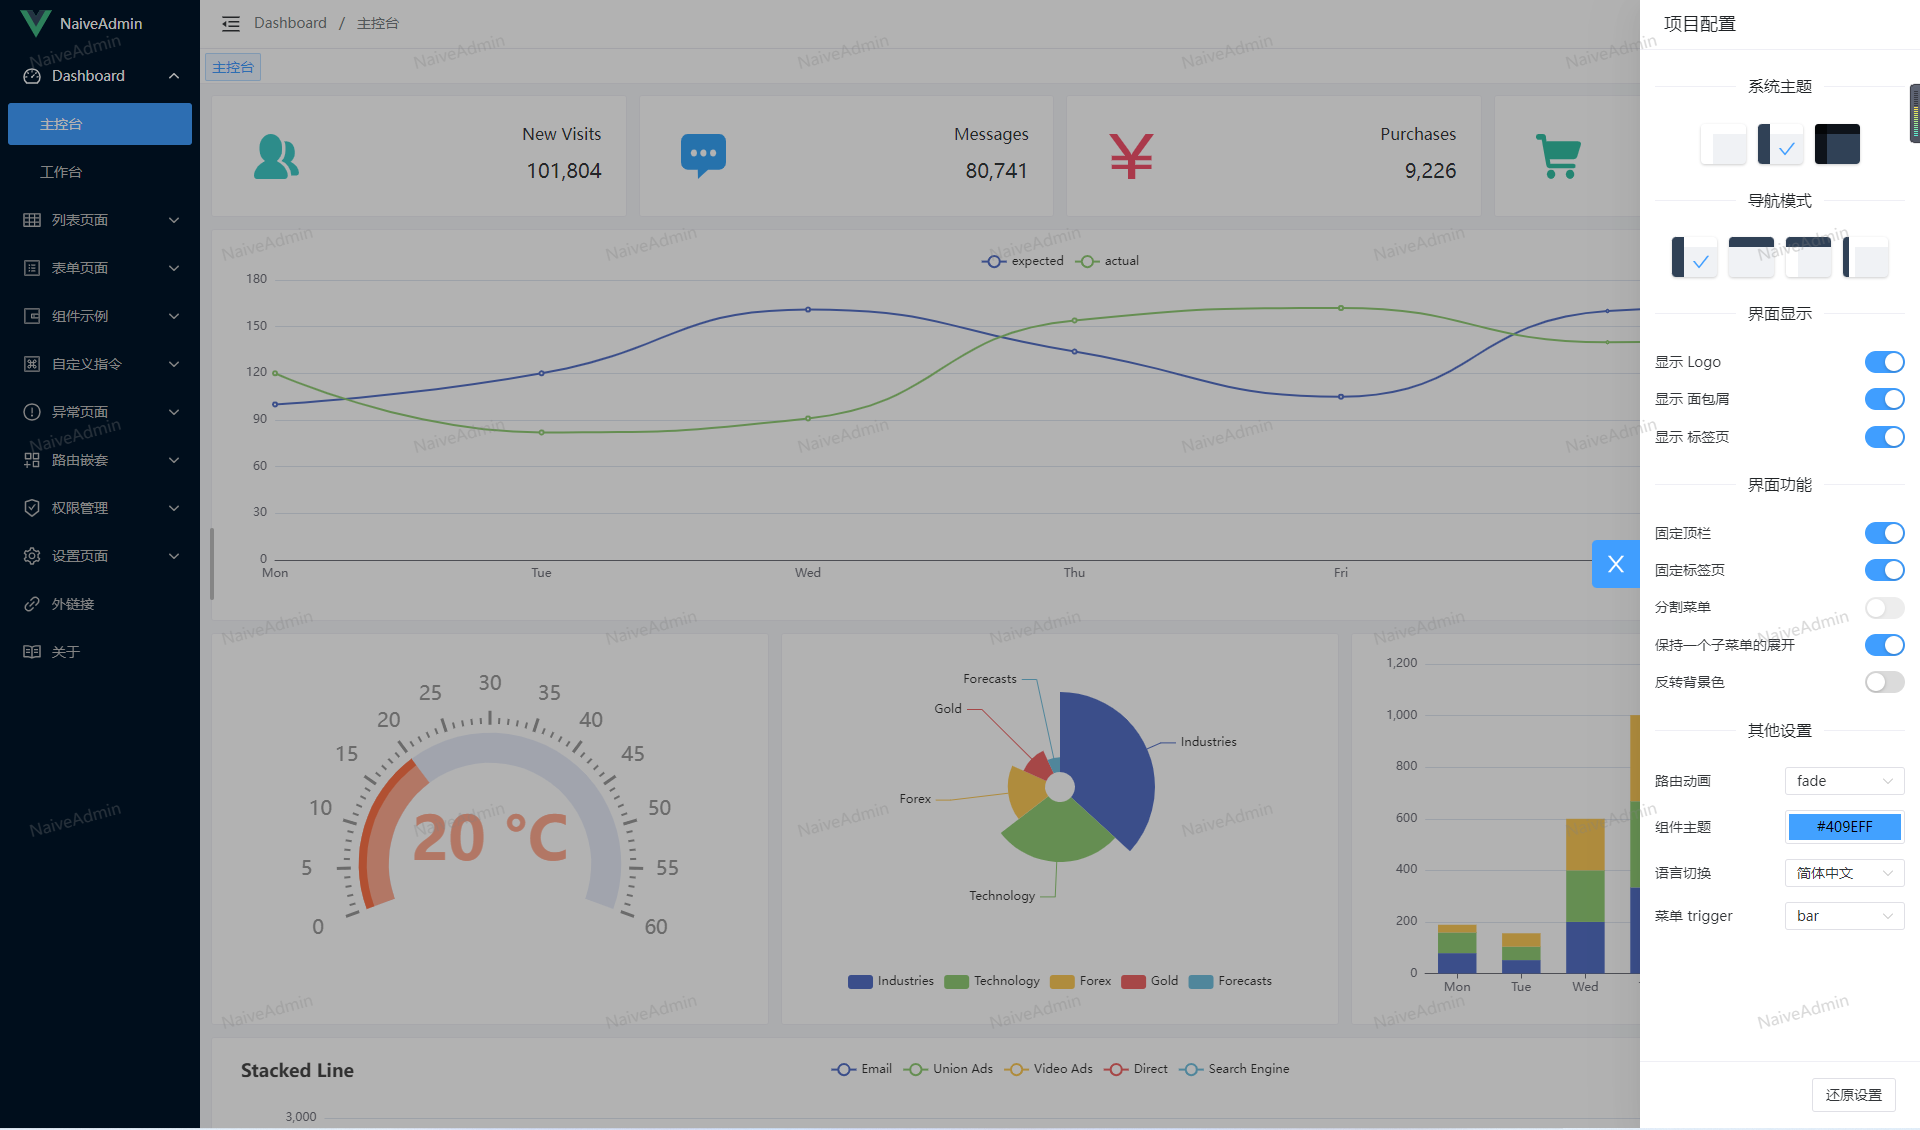 NaiveAdmin
Dashboard
主控台
工作台
列表页面
表单页面
组件示例
自定义指令
异常页面
路由嵌套
权限管理
设置页面
外链接
关于
Dashboard / 主控台
主控台
New Visits
101,804
Messages
80,741
Purchases
9,226
expected actual
180
150
120
90
60
30
0
Mon Tue Wed Thu Fri
0 5 10 15 20 25 30 35 40 45 50 55 60
20 °C
Forecasts
Gold
Industries
Forex
Technology
Industries Technology Forex Gold Forecasts
1,200
1,000
800
600
400
200
0
Mon Tue Wed
Stacked Line
Email Union Ads Video Ads Direct Search Engine
3,000
项目配置
系统主题
导航模式
界面显示
显示 Logo
显示 面包屑
显示 标签页
界面功能
固定顶栏
固定标签页
分割菜单
保持一个子菜单的展开
反转背景色
其他设置
路由动画 fade
组件主题 #409EFF
语言切换 简体中文
菜单 trigger bar
还原设置
X
NaiveAdmin